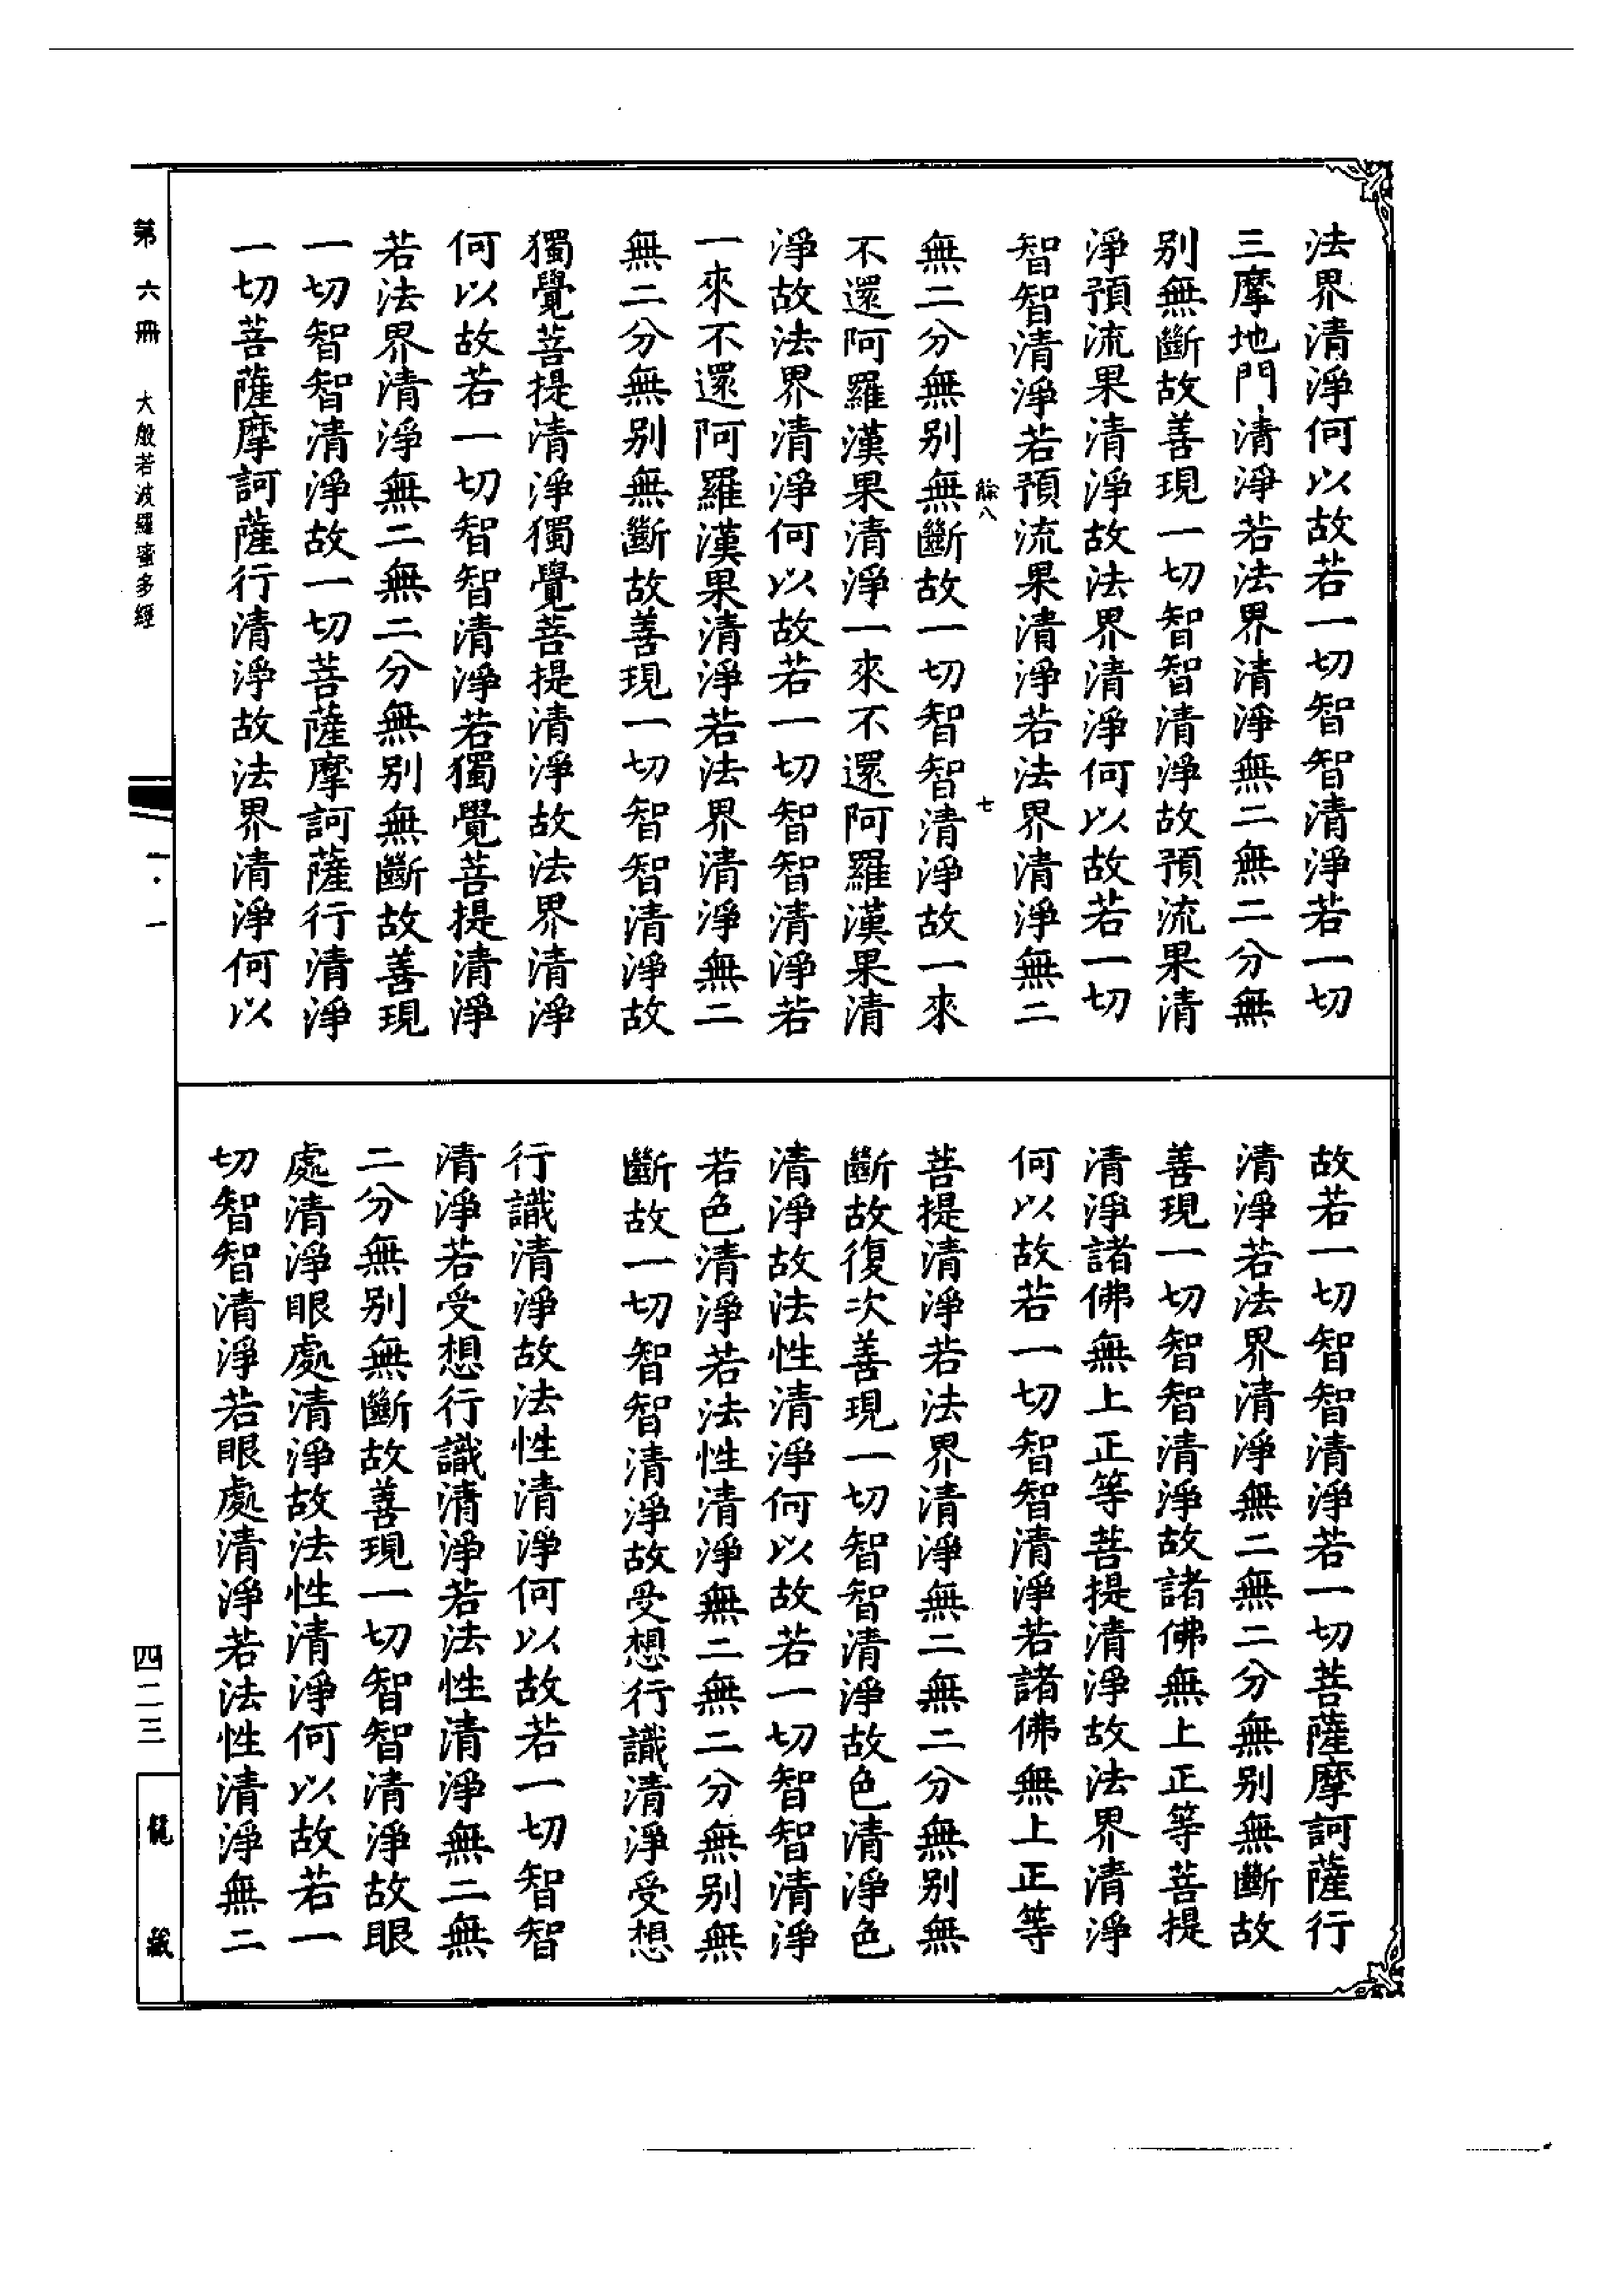 法界清淨何以故若一切智智清淨若一切
三摩地門清淨若法界清淨無二無二分無
别無斷故善現一切智智清淨故預流果清
淨預流果清淨故法界清淨何以故若一切
智智清淨若預流果清淨若法界清淨無二
餘八 七
無二分無别無斷故一切智智清淨故一來
不還阿羅漢果清淨一來不還阿羅漢果清
淨故法界清淨何以故若一切智智清淨若
一來不還阿羅漢果清淨若法界清淨無二
無二分無别無斷故善現一切智智清淨故
獨覺菩提清淨獨覺菩提清淨故法界清淨
何以故若一切智智清淨若獨覺菩提清淨
若法界清淨無二無二分無别無斷故善現
一切智智清淨故一切菩薩摩訶薩行清淨
一切菩薩摩訶薩行清淨故法界清淨何以
故若一切智智清淨若一切菩薩摩訶薩行
清淨若法界清淨無二無二分無别無斷故
善現一切智智清淨故諸佛無上正等菩提
清淨諸佛無上正等菩提清淨故法界清淨
何以故若一切智智清淨若諸佛無上正等
菩提清淨若法界清淨無二無二分無别無
斷故復次善現一切智智清淨故色清淨色
清淨故法性清淨何以故若一切智智清淨
若色清淨若法性清淨無二無二分無别無
斷故一切智智清淨故受想行識清淨受想
行識清淨故法性清淨何以故若一切智智
清淨若受想行識清淨若法性清淨無二無
二分無别無斷故善現一切智智清淨故眼
處清淨眼處清淨故法性清淨何以故若一
切智智清淨若眼處清淨若法性清淨無二
第六冊 大般若波羅蜜多經
一·一
四二三
龍藏